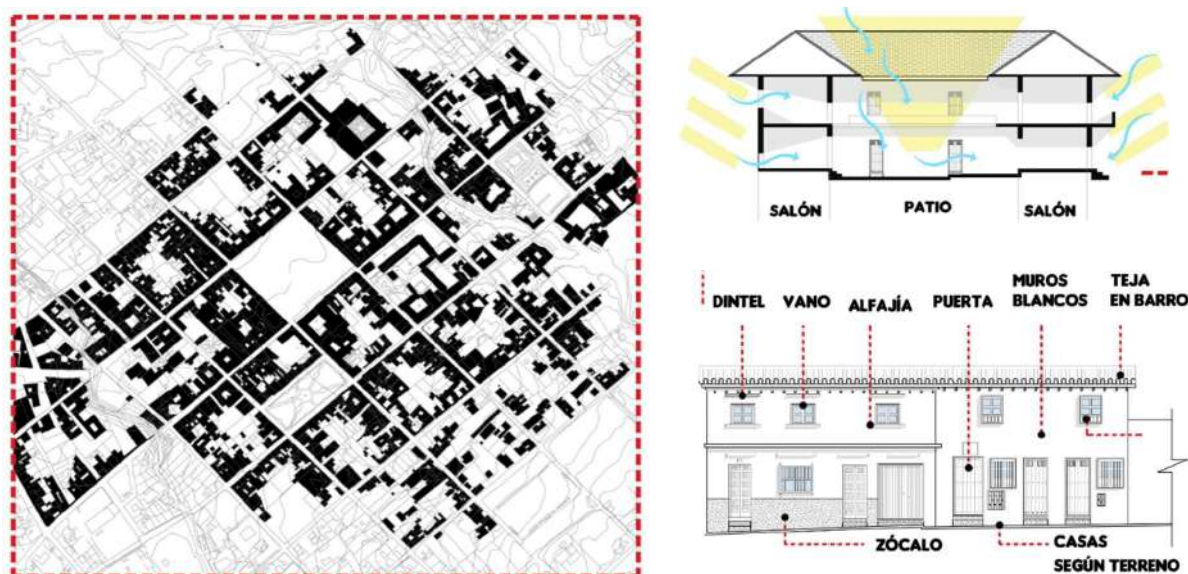 SALÓN PATIO SALÓN
DINTEL VANO ALFAJÍA PUERTA MUROS BLANCOS TEJA EN BARRO
ZÓCALO CASAS SEGÚN TERRENO